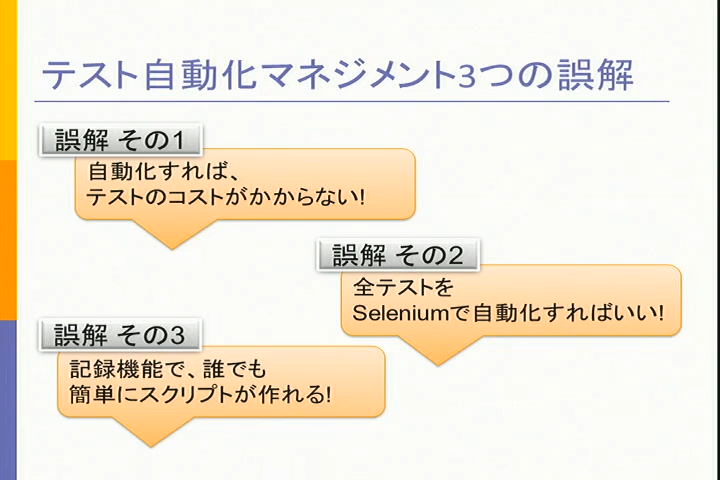 テスト自動化マネジメント3つの誤解
誤解 その1
自動化すれば、
テストのコストがかからない!
誤解 その2
全テストを
Seleniumで自動化すればいい!
誤解 その3
記録機能で、誰でも
簡単にスクリプトが作れる!